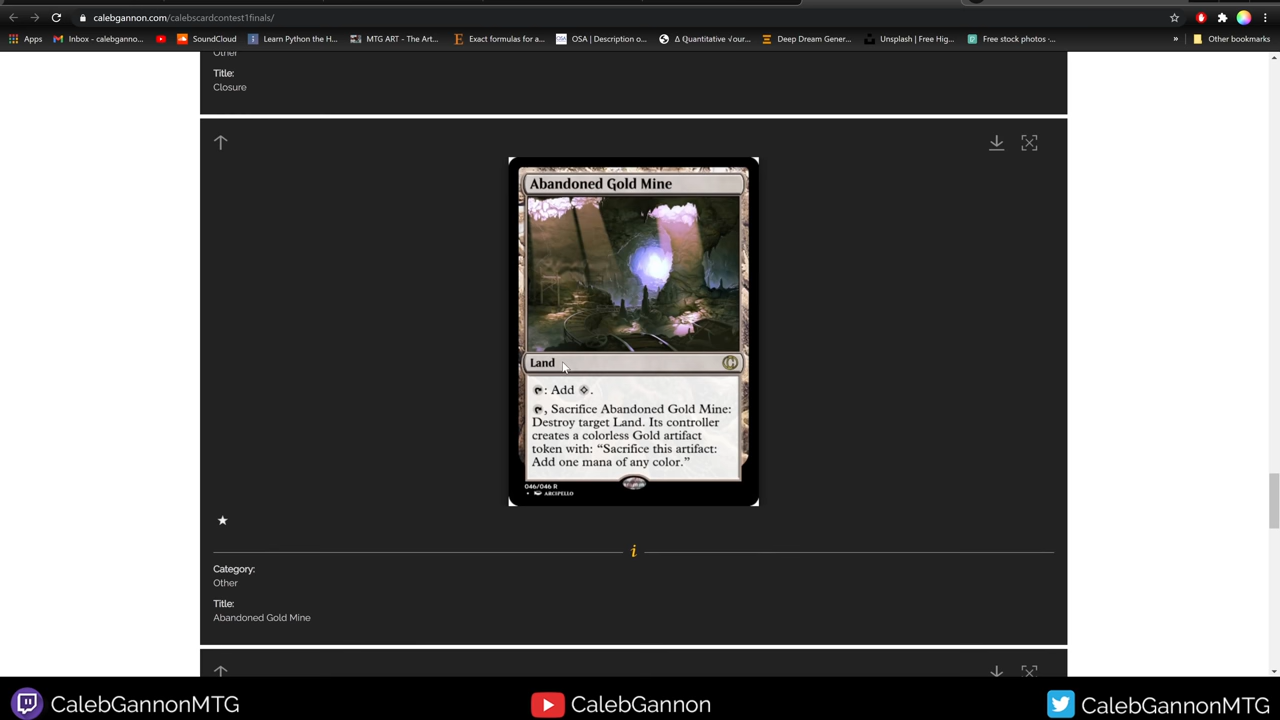 calebgannon.com/calebscardcontest1finals/
Apps
Inbox - calebganno...
SoundCloud
Learn Python the H...
MTG ART - The Art...
Exact formulas for a...
OSA | Description o...
Δ Quantitative √our...
Deep Dream Gener...
Unsplash | Free Hig...
Free stock photos ·...
»
Other bookmarks
Other
Title:
Closure
Abandoned Gold Mine
Land
: Add .
, Sacrifice Abandoned Gold Mine:
Destroy target Land. Its controller
creates a colorless Gold artifact
token with: “Sacrifice this artifact:
Add one mana of any color.”
046/046 R
• ARCIPELLO
i
Category:
Other
Title:
Abandoned Gold Mine
CalebGannonMTG
CalebGannon
CalebGannonMTG